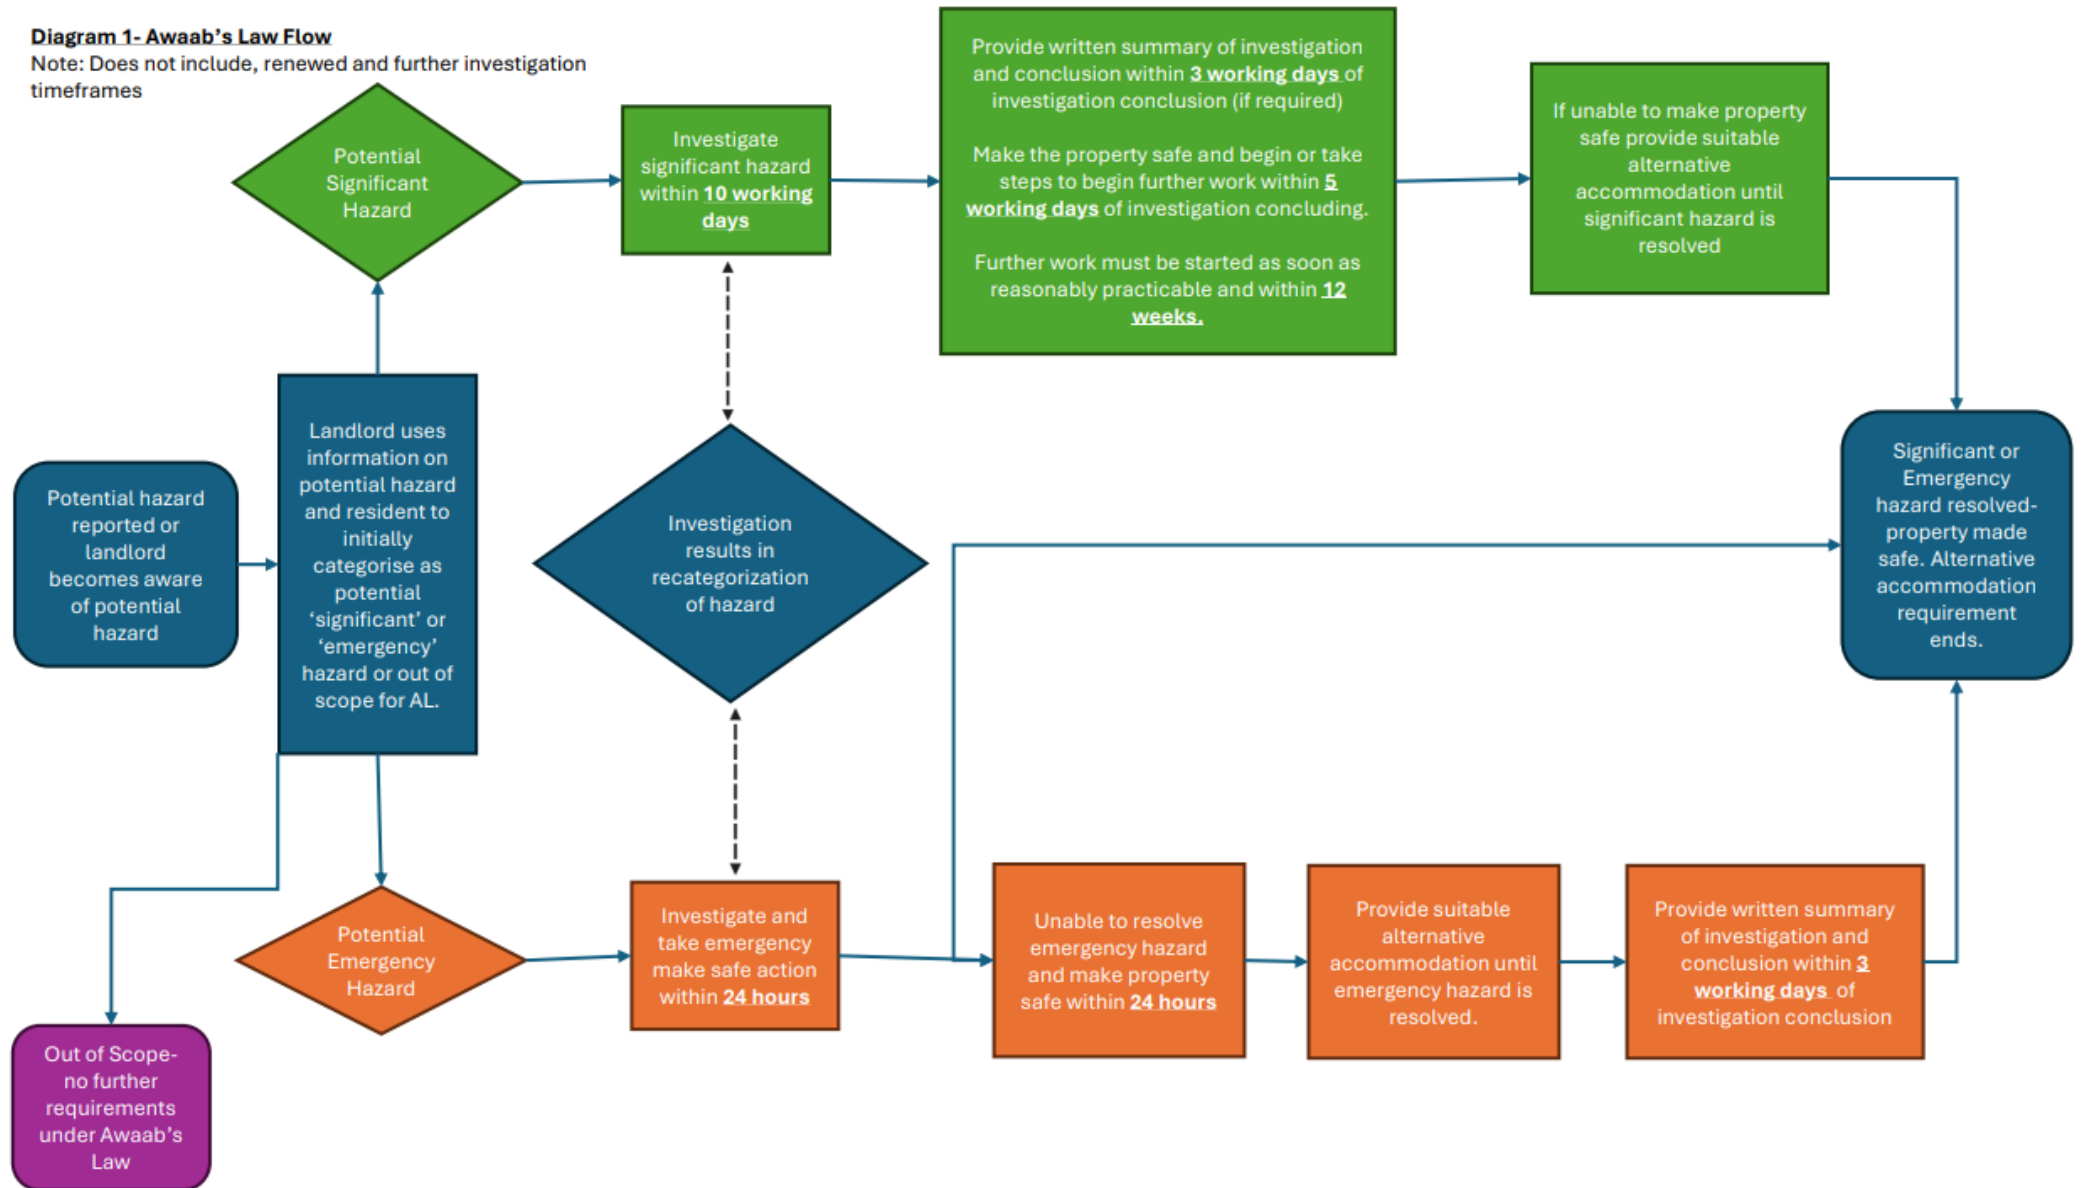 Diagram 1- Awaab’s Law Flow
Note: Does not include, renewed and further investigation
timeframes
Potential hazard
reported or
landlord
becomes aware
of potential
hazard
Landlord uses
information on
potential hazard
and resident to
initially
categorise as
potential
‘significant’ or
‘emergency’
hazard or out of
scope for AL.
Potential
Significant
Hazard
Investigate
significant hazard
within 10 working
days
Provide written summary of investigation
and conclusion within 3 working days of
investigation conclusion (if required)
Make the property safe and begin or take
steps to begin further work within 5
working days of investigation concluding.
Further work must be started as soon as
reasonably practicable and within 12
weeks.
If unable to make property
safe provide suitable
alternative
accommodation until
significant hazard is
resolved
Investigation
results in
recategorization
of hazard
Significant or
Emergency
hazard resolved-
property made
safe. Alternative
accommodation
requirement
ends.
Potential
Emergency
Hazard
Investigate and
take emergency
make safe action
within 24 hours
Unable to resolve
emergency hazard
and make property
safe within 24 hours
Provide suitable
alternative
accommodation until
emergency hazard is
resolved.
Provide written summary
of investigation and
conclusion within 3
working days of
investigation conclusion
Out of Scope-
no further
requirements
under Awaab’s
Law